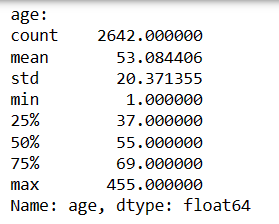 age:
count    2642.000000
mean       53.084406
std        20.371355
min         1.000000
25%        37.000000
50%        55.000000
75%        69.000000
max       455.000000
Name: age, dtype: float64